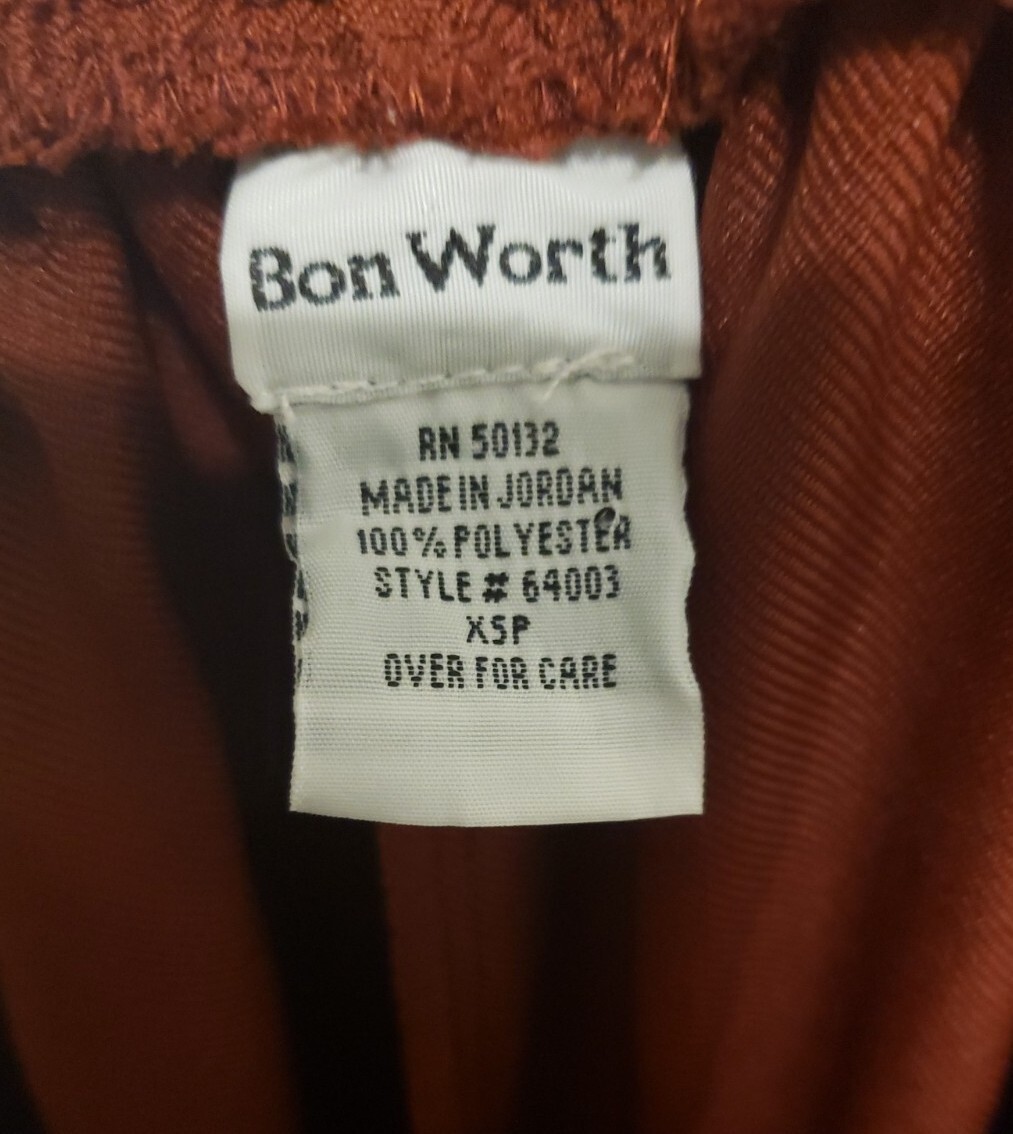 Bon Worth
RN 50132
MADE IN JORDAN
100% POLYESTER
STYLE # 64003
XSP
OVER FOR CARE